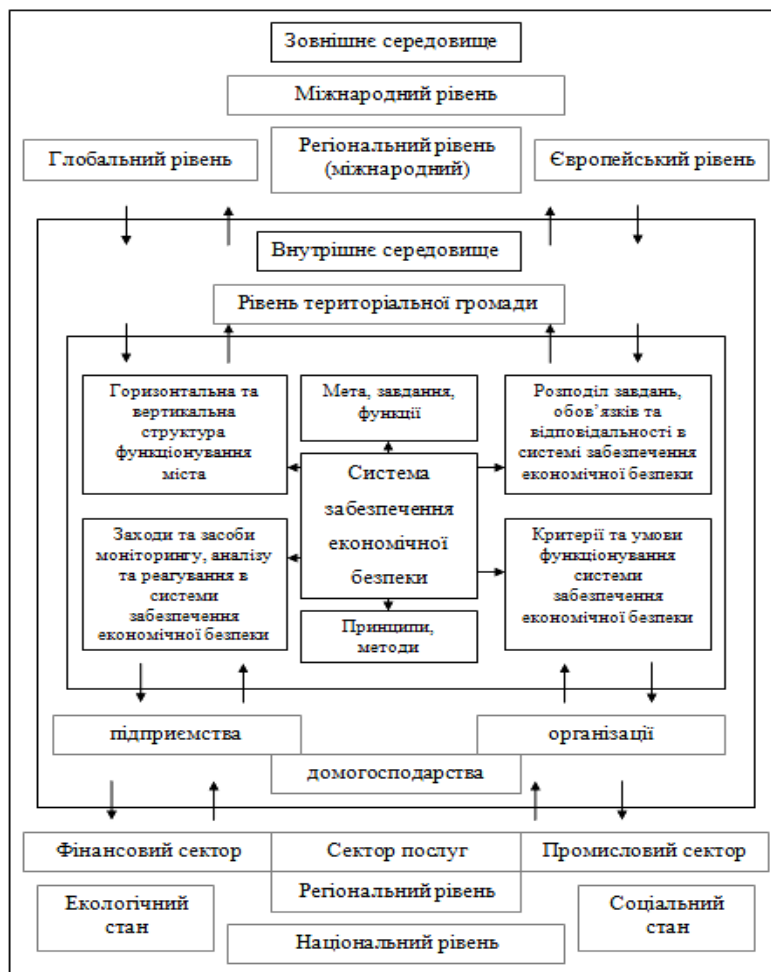 Зовнішнє середовище
Міжнародний рівень
Глобальний рівень
Регіональний рівень
(міжнародний)
Європейський рівень
Внутрішнє середовище
Рівень територіальної громади
Горизонтальна та
вертикальна
структура
функціонування
міста
Мета, завдання,
функції
Розподіл завдань,
обов’язків та
відповідальності в
системі забезпечення
економічної безпеки
Система
забезпечення
економічної
безпеки
Заходи та засоби
моніторингу, аналізу
та реагування в
системи
забезпечення
економічної безпеки
Критерії та умови
функціонування
системи
забезпечення
економічної безпеки
Принципи,
методи
підприємства
організації
домогосподарства
Фінансовий сектор
Сектор послуг
Промисловий сектор
Регіональний рівень
Екологічний
стан
Соціальний
стан
Національний рівень